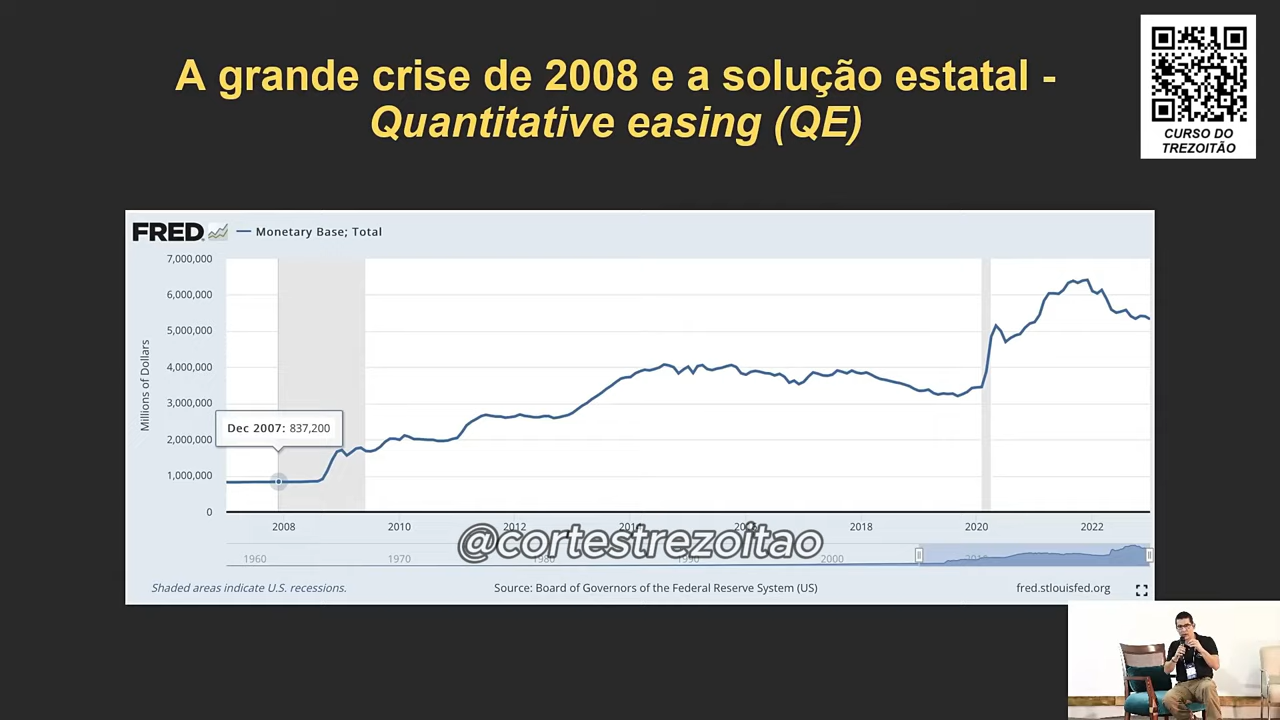 A grande crise de 2008 e a solução estatal -
Quantitative easing (QE)
CURSO DO
TREZOITÃO
FRED
Monetary Base; Total
7,000,000
6,000,000
5,000,000
4,000,000
3,000,000
2,000,000
1,000,000
0
Millions of Dollars
Dec 2007: 837,200
2008 2010 2012 2018 2020 2022
@cortestrezoitao
1960 1970 1980 1990 2000
Shaded areas indicate U.S. recessions.
Source: Board of Governors of the Federal Reserve System (US)
fred.stlouisfed.org